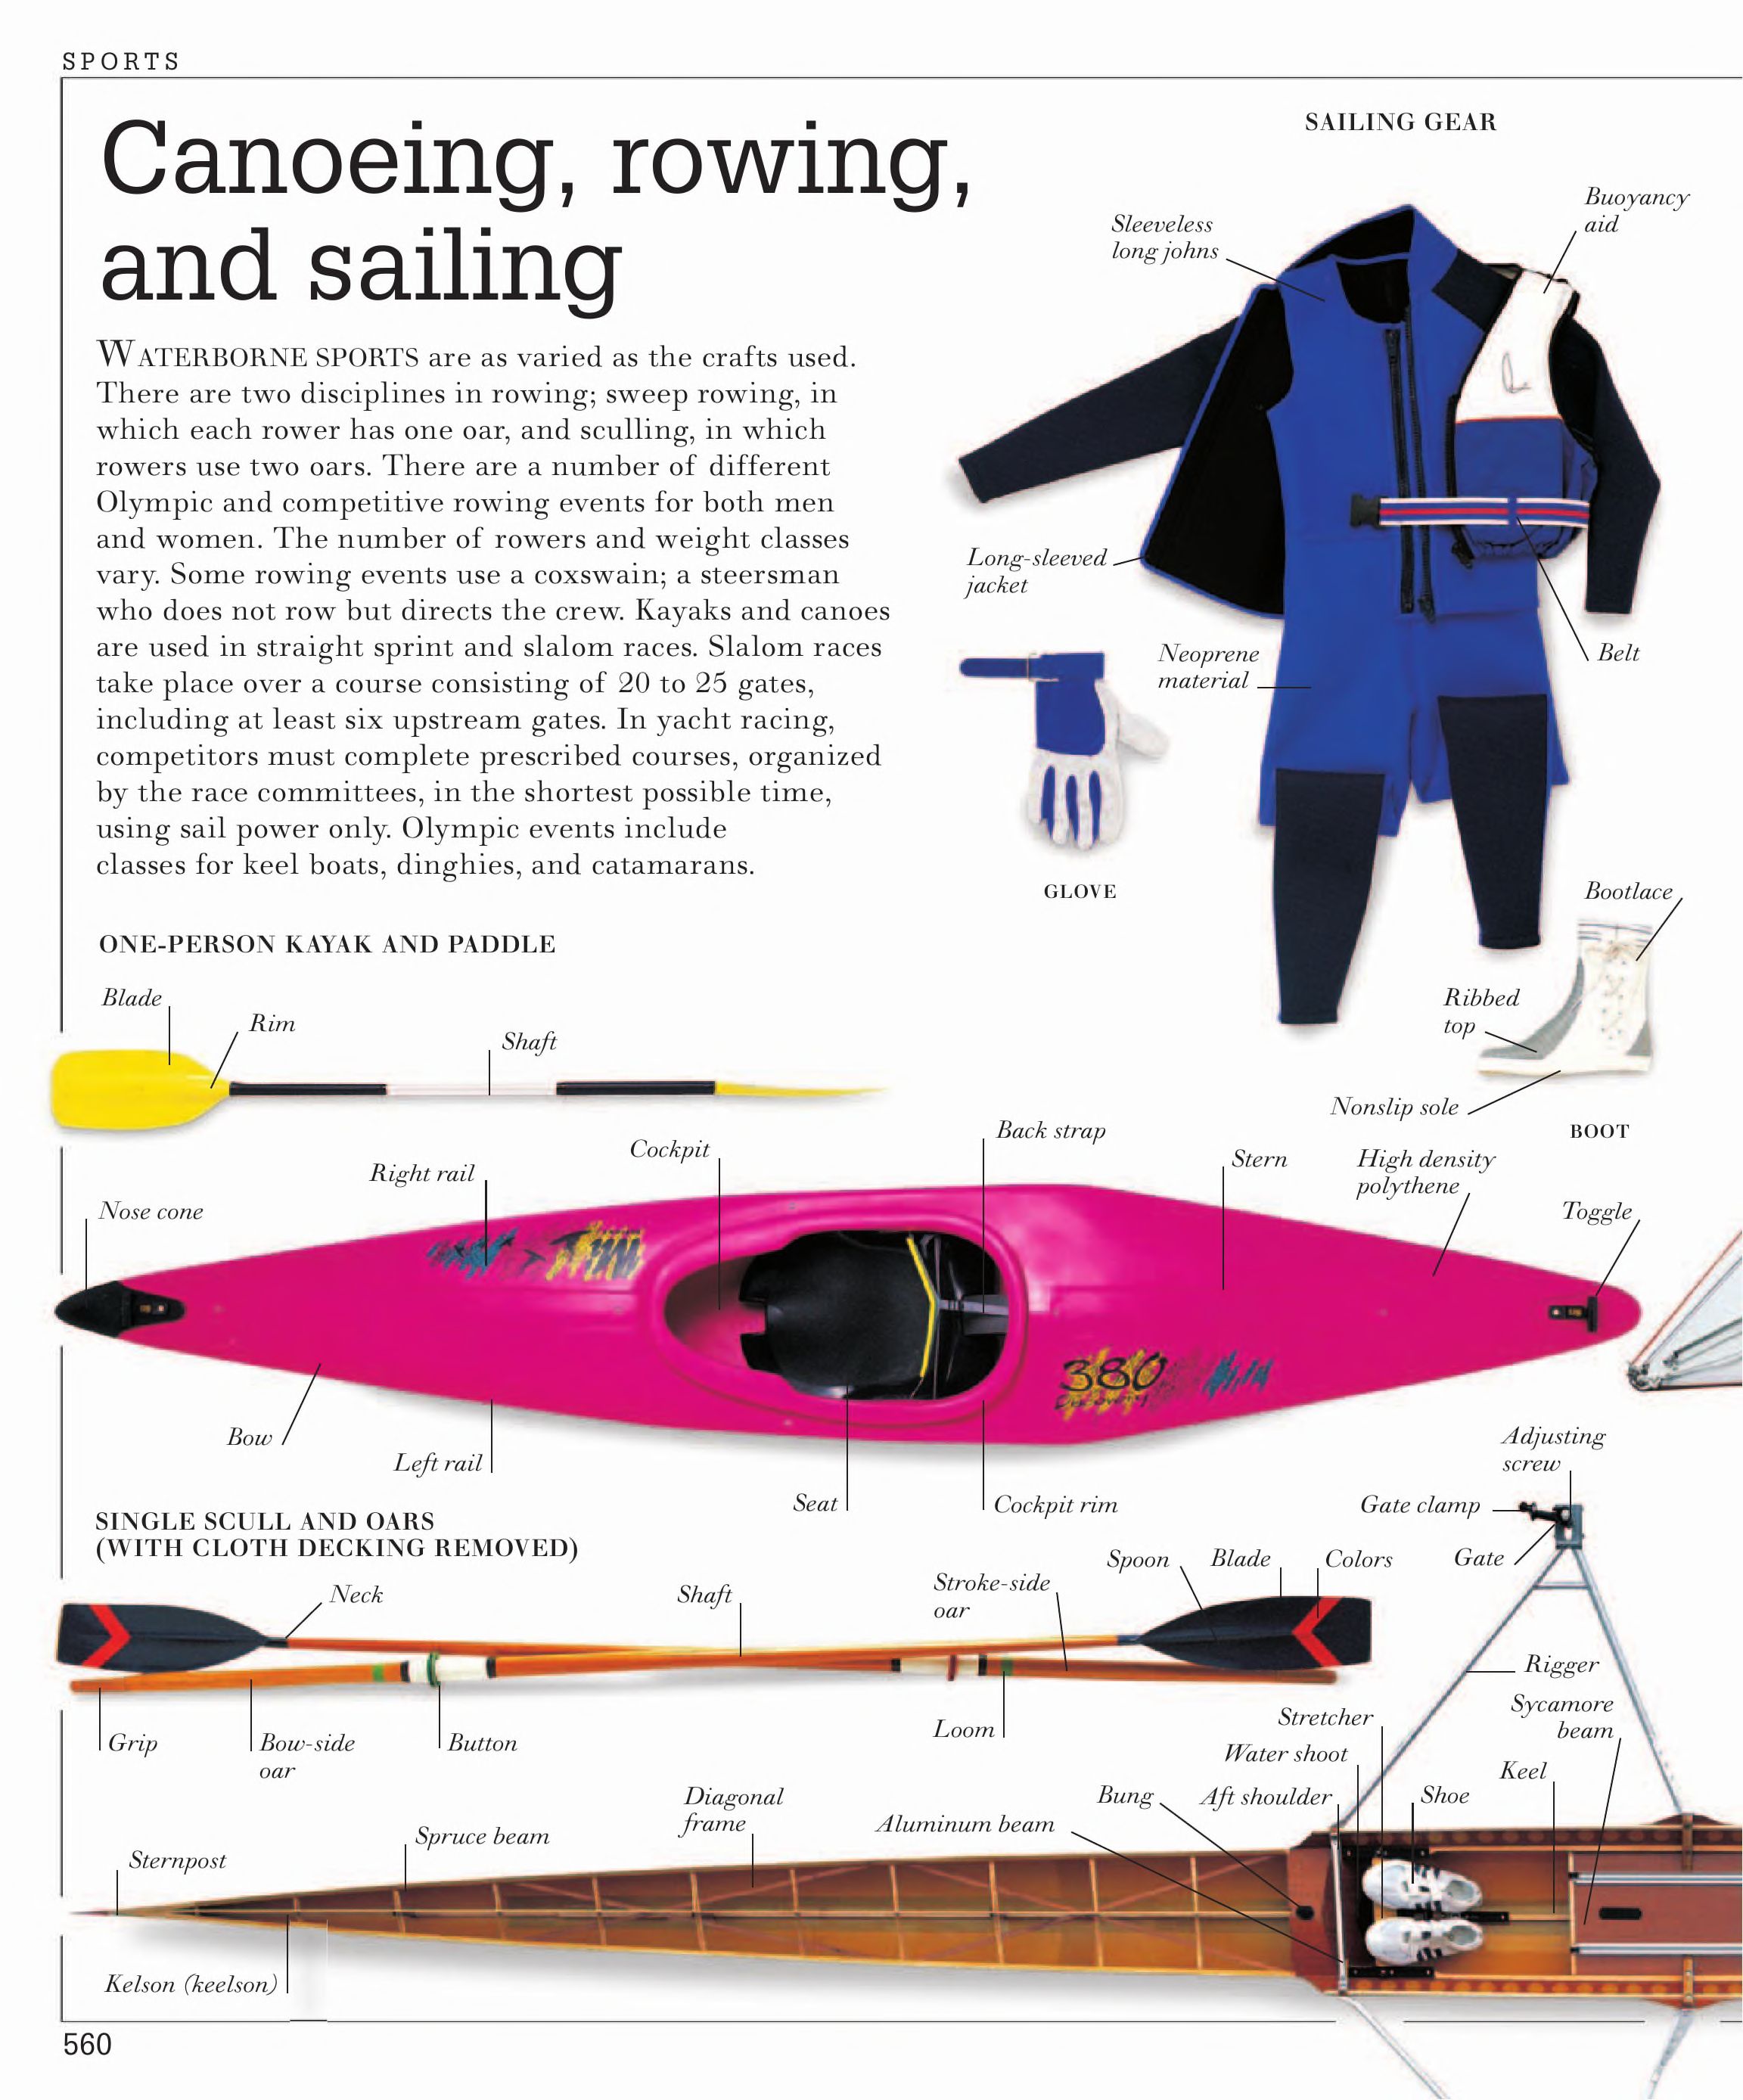 SPORTS
Canoeing, rowing,
and sailing
WATERBORNE SPORTS are as varied as the crafts used.
There are two disciplines in rowing; sweep rowing, in
which each rower has one oar, and sculling, in which
rowers use two oars. There are a number of different
Olympic and competitive rowing events for both men
and women. The number of rowers and weight classes
vary. Some rowing events use a coxswain; a steersman
who does not row but directs the crew. Kayaks and canoes
are used in straight sprint and slalom races. Slalom races
take place over a course consisting of 20 to 25 gates,
including at least six upstream gates. In yacht racing,
competitors must complete prescribed courses, organized
by the race committees, in the shortest possible time,
using sail power only. Olympic events include
classes for keel boats, dinghies, and catamarans.
SAILING GEAR
Sleeveless
long johns
Buoyancy
aid
Long-sleeved
jacket
Neoprene
material
Belt
GLOVE
Bootlace
Ribbed
top
Nonslip sole
BOOT
ONE-PERSON KAYAK AND PADDLE
Blade
Rim
Shaft
Nose cone
Right rail
Cockpit
Back strap
Stern
High density
polythene
Toggle
380
Bow
Left rail
Seat
Cockpit rim
SINGLE SCULL AND OARS
(WITH CLOTH DECKING REMOVED)
Neck
Shaft
Stroke-side
oar
Spoon
Blade
Colors
Adjusting
screw
Gate clamp
Gate
Rigger
Grip
Bow-side
oar
Button
Loom
Stretcher
Sycamore
beam
Water shoot
Keel
Aft shoulder
Shoe
Bung
Aluminum beam
Diagonal
frame
Spruce beam
Sternpost
Kelson (keelson)
560